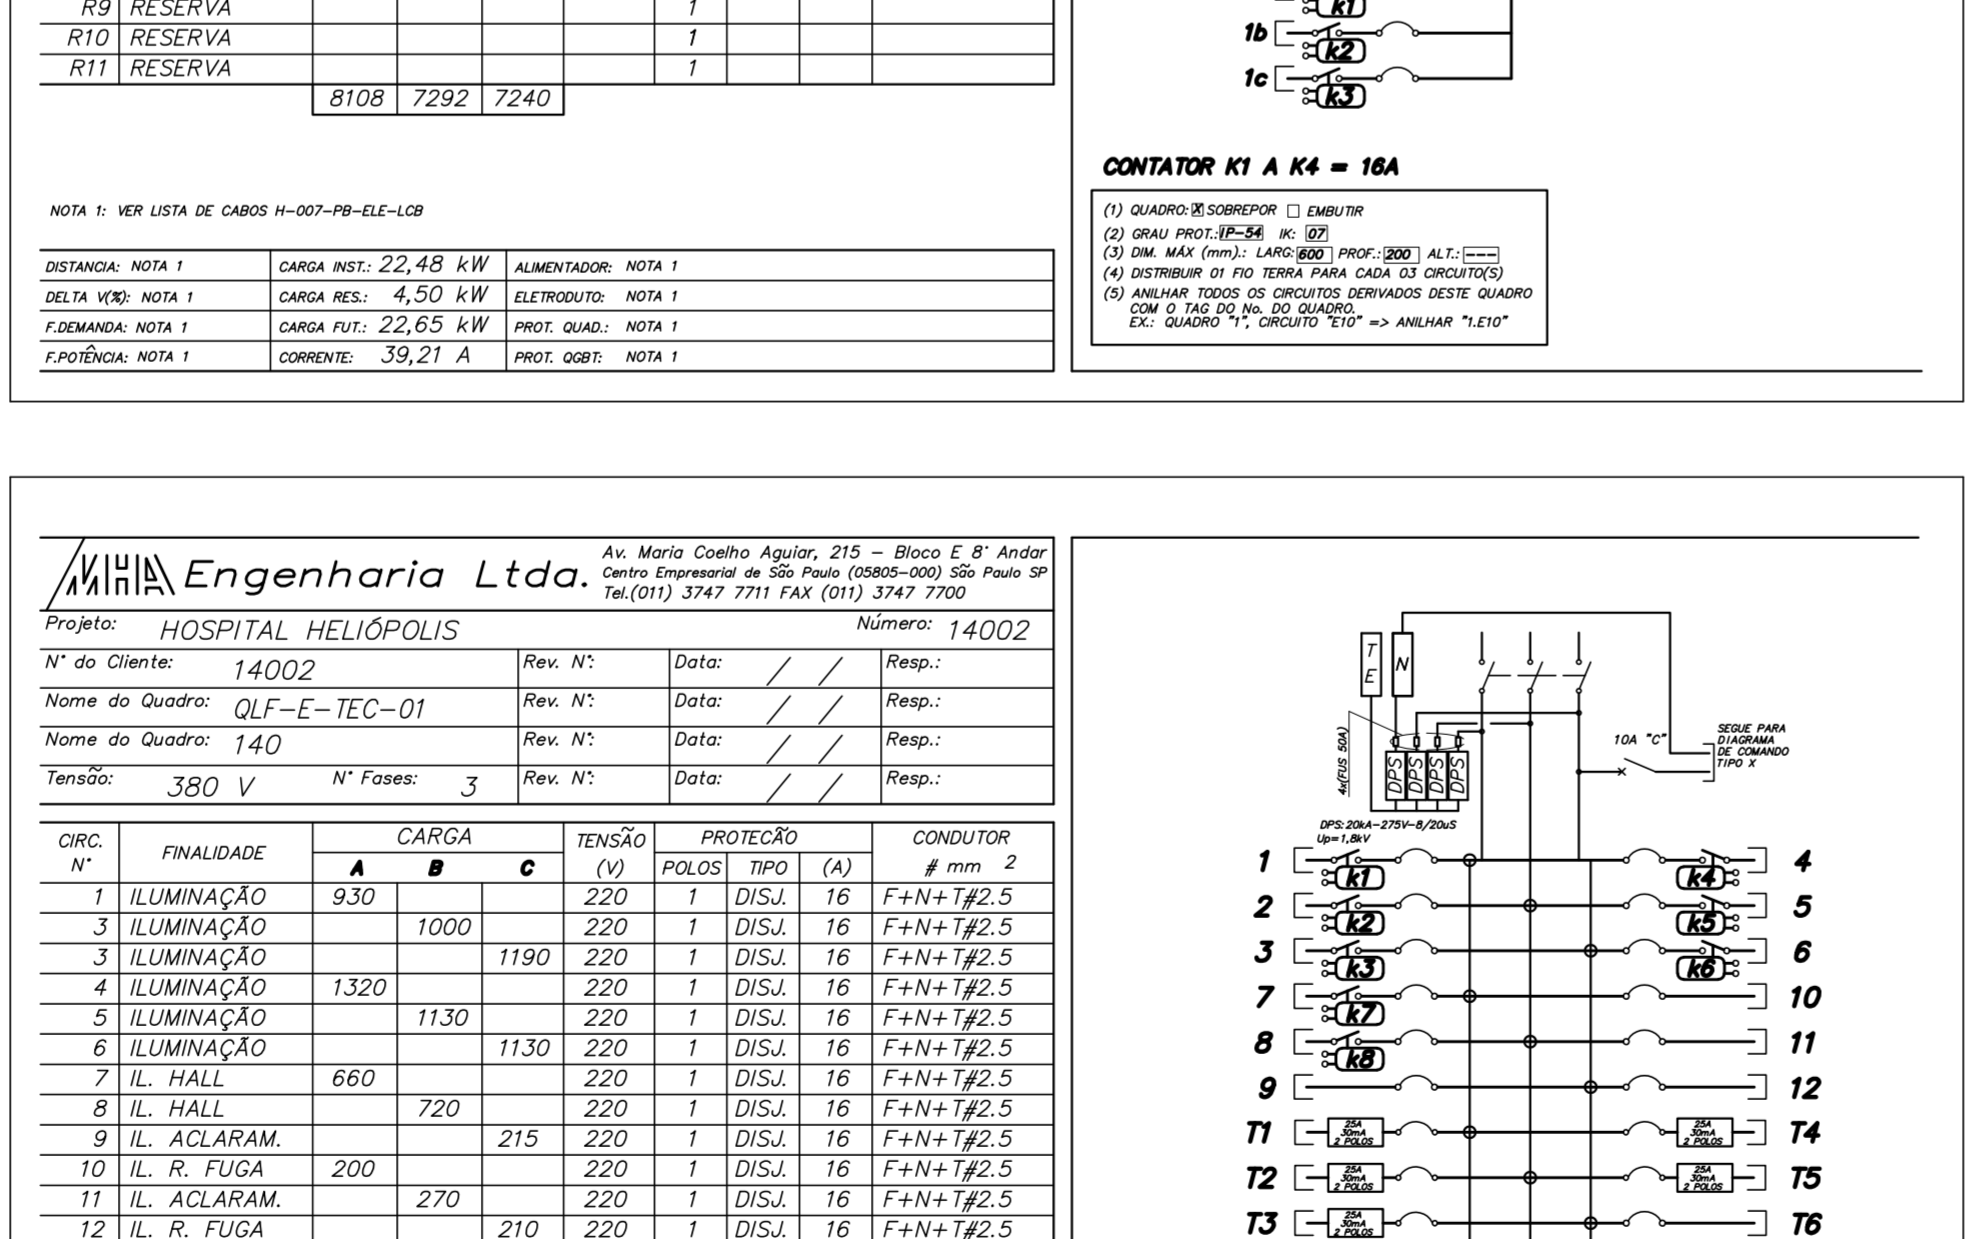 R9 RESERVA 1
R10 RESERVA 1
R11 RESERVA 1
8108 7292 7240
NOTA 1: VER LISTA DE CABOS H-007-PB-ELE-LCB
DISTANCIA: NOTA 1 CARGA INST.: 22,48 kW ALIMENTADOR: NOTA 1
DELTA V(%): NOTA 1 CARGA RES.: 4,50 kW ELETRODUTO: NOTA 1
F.DEMANDA: NOTA 1 CARGA FUT.: 22,65 kW PROT. QUAD.: NOTA 1
F.POTÊNCIA: NOTA 1 CORRENTE: 39,21 A PROT. QGBT: NOTA 1
k1
1b k2
1c k3
CONTATOR K1 A K4 = 16A
(1) QUADRO: X SOBREPOR EMBUTIR
(2) GRAU PROT.: IP-54 IK: 07
(3) DIM. MÁX (mm).: LARG: 600 PROF.: 200 ALT.: ---
(4) DISTRIBUIR 01 FIO TERRA PARA CADA 03 CIRCUITO(S)
(5) ANILHAR TODOS OS CIRCUITOS DERIVADOS DESTE QUADRO
COM O TAG DO No. DO QUADRO.
EX.: QUADRO "1", CIRCUITO "E10" => ANILHAR "1.E10"
MHA Engenharia Ltda.
Av. Maria Coelho Aguiar, 215 - Bloco E 8° Andar
Centro Empresarial de São Paulo (05805-000) São Paulo SP
Tel.(011) 3747 7711 FAX (011) 3747 7700
Projeto: HOSPITAL HELIÓPOLIS Número: 14002
N° do Cliente: 14002 Rev. N°: Data: / / Resp.:
Nome do Quadro: QLF-E-TEC-01 Rev. N°: Data: / / Resp.:
Nome do Quadro: 140 Rev. N°: Data: / / Resp.:
Tensão: 380 V N° Fases: 3 Rev. N°: Data: / / Resp.:
CIRC. N° FINALIDADE CARGA TENSÃO (V) PROTECÃO CONDUTOR # mm 2
A B C POLOS TIPO (A)
1 ILUMINAÇÃO 930 220 1 DISJ. 16 F+N+T#2.5
3 ILUMINAÇÃO 1000 220 1 DISJ. 16 F+N+T#2.5
3 ILUMINAÇÃO 1190 220 1 DISJ. 16 F+N+T#2.5
4 ILUMINAÇÃO 1320 220 1 DISJ. 16 F+N+T#2.5
5 ILUMINAÇÃO 1130 220 1 DISJ. 16 F+N+T#2.5
6 ILUMINAÇÃO 1130 220 1 DISJ. 16 F+N+T#2.5
7 IL. HALL 660 220 1 DISJ. 16 F+N+T#2.5
8 IL. HALL 720 220 1 DISJ. 16 F+N+T#2.5
9 IL. ACLARAM. 215 220 1 DISJ. 16 F+N+T#2.5
10 IL. R. FUGA 200 220 1 DISJ. 16 F+N+T#2.5
11 IL. ACLARAM. 270 220 1 DISJ. 16 F+N+T#2.5
12 IL. R. FUGA 210 220 1 DISJ. 16 F+N+T#2.5
TE N
4x(FUS 50A)
DPS DPS DPS DPS
10A "C"
SEGUE PARA
DIAGRAMA
DE COMANDO
TIPO X
DPS: 20kA-275V-8/20uS
Up=1,8kV
1 k1 k4 4
2 k2 k5 5
3 k3 k6 6
7 k7 10
8 k8 11
9 12
T1 25A 30mA 2 POLOS 25A 30mA 2 POLOS T4
T2 25A 30mA 2 POLOS 25A 30mA 2 POLOS T5
T3 25A 30mA 2 POLOS T6